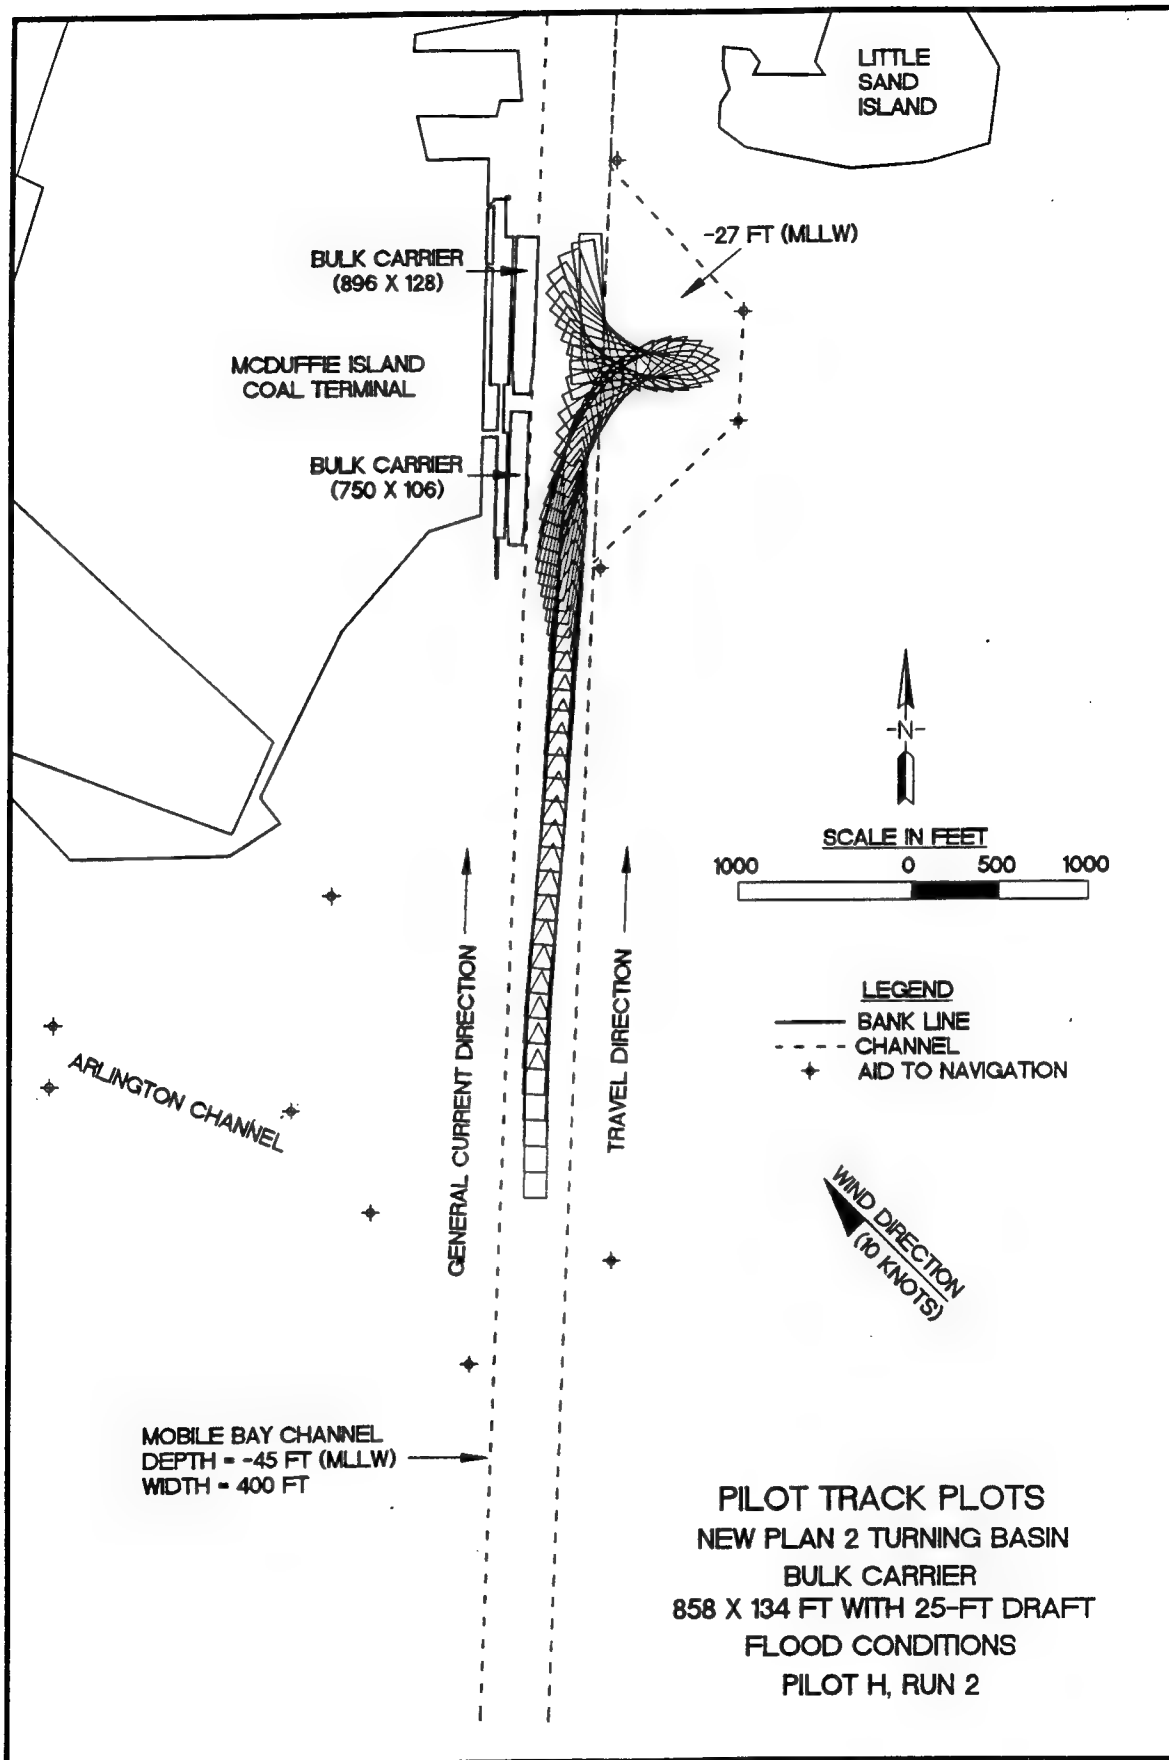 LITTLE
SAND
ISLAND
-27 FT (MLLW)
BULK CARRIER
(896 X 128)
MCDUFFIE ISLAND
COAL TERMINAL
BULK CARRIER
(750 X 106)
-N-
SCALE IN FEET
1000 0 500 1000
GENERAL CURRENT DIRECTION
TRAVEL DIRECTION
LEGEND
BANK LINE
CHANNEL
AID TO NAVIGATION
ARLINGTON CHANNEL
WIND DIRECTION
(10 KNOTS)
MOBILE BAY CHANNEL
DEPTH = -45 FT (MLLW)
WIDTH = 400 FT
PILOT TRACK PLOTS
NEW PLAN 2 TURNING BASIN
BULK CARRIER
858 X 134 FT WITH 25-FT DRAFT
FLOOD CONDITIONS
PILOT H, RUN 2